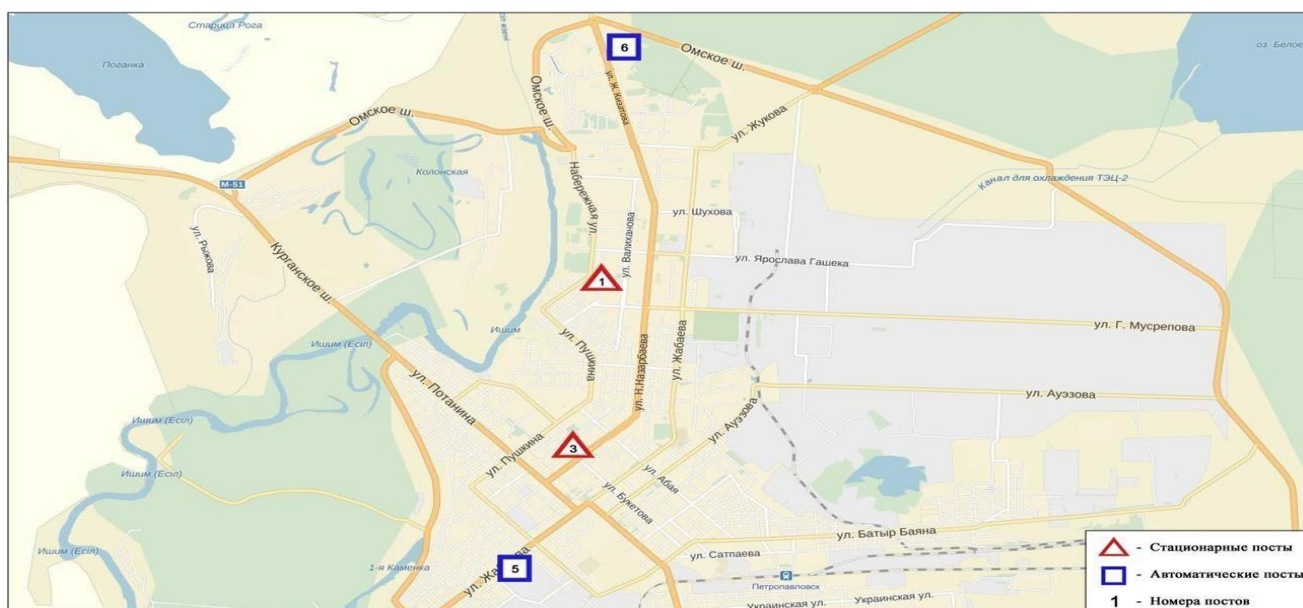 Старица Рога
Поганка
6
Омское ш.
оз. Белое
ул. Ж. Кизатова
Омское ш.
Омское ш.
ул. Жукова
Колонская
М-51
Канал для охлаждения ТЭЦ-2
Набережная ул.
ул. Шухова
ул. Валиханова
ул. Рыжова
ул. Ярослава Гашека
Курганское ш.
1
Ишим
ул. Г. Мусрепова
Ишим (Есіл)
ул. Пушкина
ул. Жабаева
ул. Н.Назарбаева
ул. Потанина
ул. Ауэзова
ул. Ауэзова
Ишим (Есіл)
ул. Пушкина
3
Ишим (Есіл)
ул. Абая
ул. Букетова
ул. Батыр Баяна
Ишим (Есіл)
ул. Сатпаева
1-я Каменка
5
Петропавловск
Украинская ул.
Украинская ул.
- Стационарные посты
- Автоматические посты
1 - Номера постов